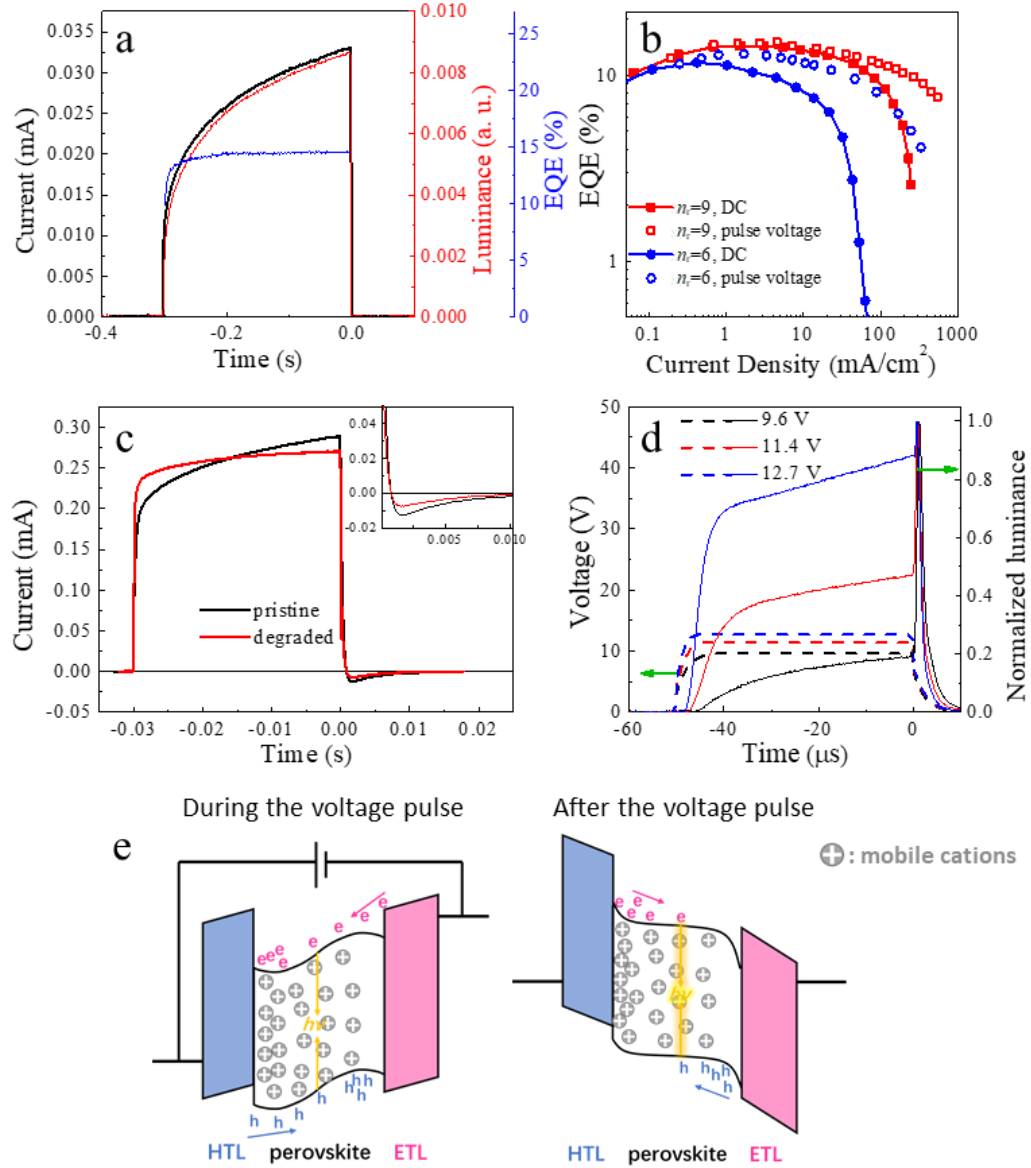 a
Current (mA)
0.035
0.030
0.025
0.020
0.015
0.010
0.005
0.000
-0.4
-0.2
0.0
Time (s)
0.010
0.008
0.006
0.004
0.002
0.000
Luminance (a. u.)
25
20
15
10
5
0
EQE (%)
b
EQE (%)
10
1
n_r=9, DC
n_r=9, pulse voltage
n_r=6, DC
n_r=6, pulse voltage
0.1
1
10
100
1000
Current Density (mA/cm²)
c
Current (mA)
0.30
0.25
0.20
0.15
0.10
0.05
0.00
-0.05
pristine
degraded
-0.03
-0.02
-0.01
0.00
0.01
0.02
Time (s)
0.04
0.02
0.00
-0.02
0.005
0.010
d
Voltage (V)
50
40
30
20
10
0
9.6 V
11.4 V
12.7 V
-60
-40
-20
0
Time (μs)
1.0
0.8
0.6
0.4
0.2
0.0
Normalized luminance
During the voltage pulse
After the voltage pulse
e
: mobile cations
e
e
e
e
eee
e
hν
h
h
h
h
hh
h
h
HTL
perovskite
ETL
e e
e e
e
hν
h
h
h
h
h
HTL
perovskite
ETL